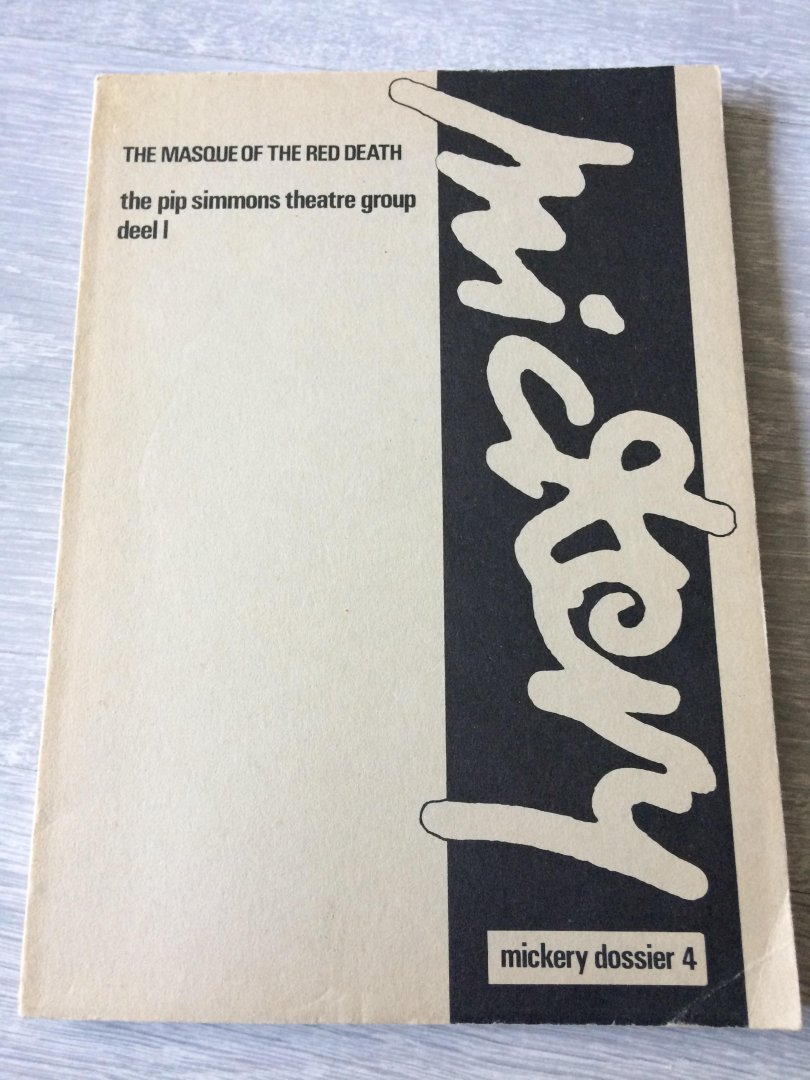 THE MASQUE OF THE RED DEATH
the pip simmons theatre group
deel I
mickery
mickery dossier 4